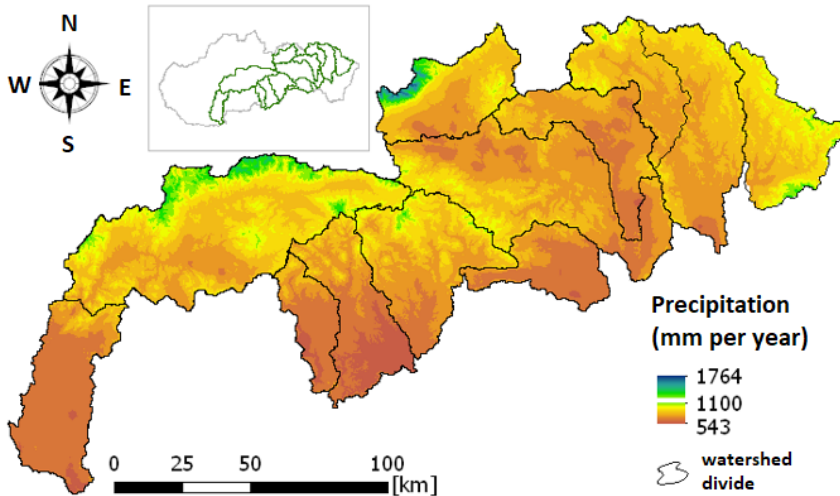 N
W E
S
Precipitation
(mm per year)
1764
1100
543
watershed
divide
0 25 50 100
[km]